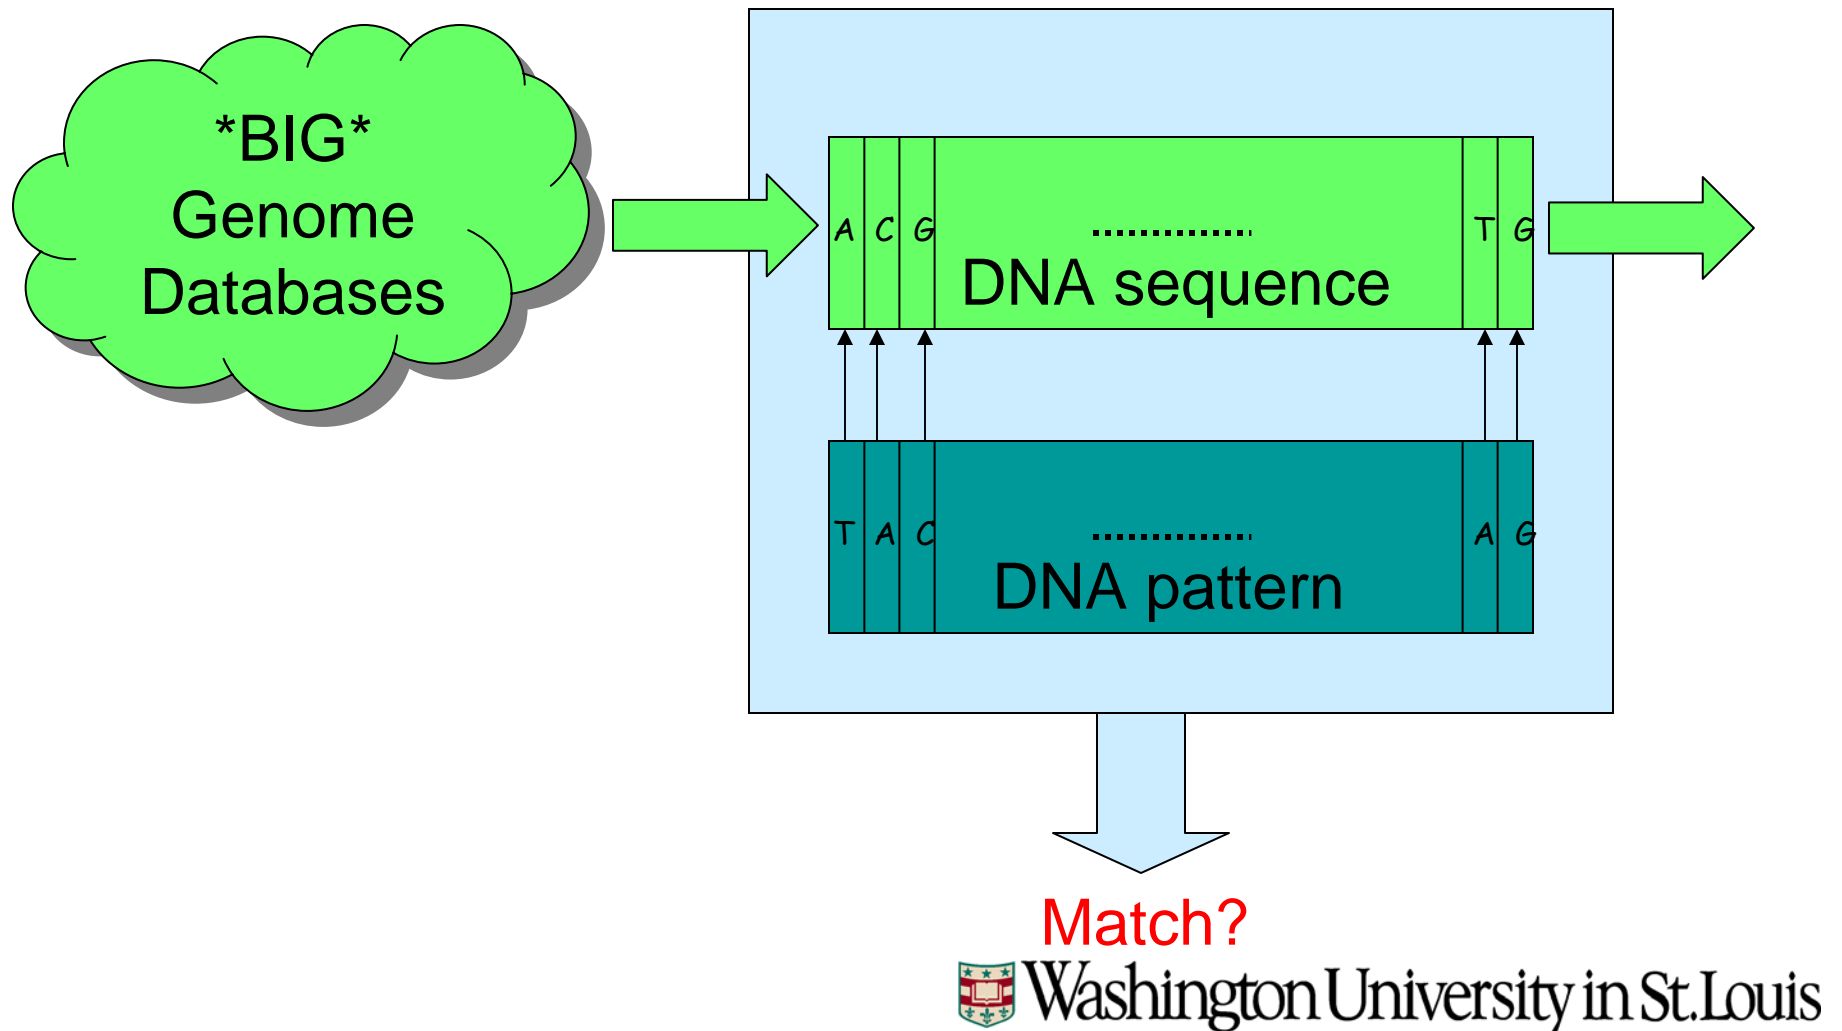 *BIG*
Genome
Databases
A C G ............. T G
DNA sequence
T A C ............. A G
DNA pattern
Match?
Washington University in St. Louis